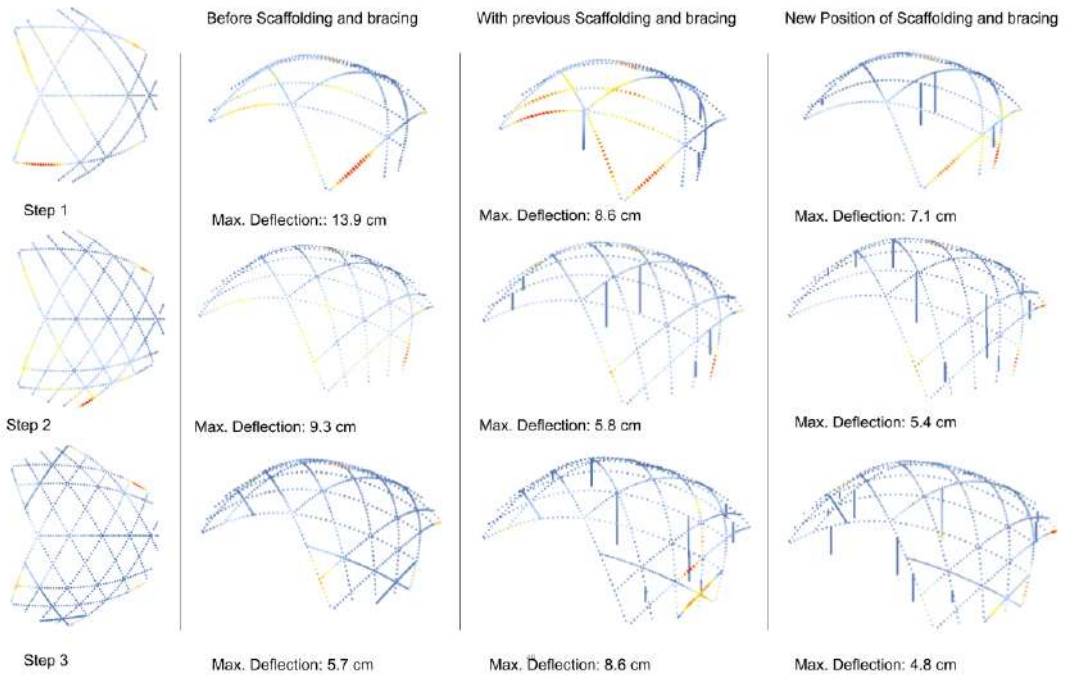 Before Scaffolding and bracing
With previous Scaffolding and bracing
New Position of Scaffolding and bracing
Step 1
Max. Deflection:: 13.9 cm
Max. Deflection: 8.6 cm
Max. Deflection: 7.1 cm
Step 2
Max. Deflection: 9.3 cm
Max. Deflection: 5.8 cm
Max. Deflection: 5.4 cm
Step 3
Max. Deflection: 5.7 cm
Max. Deflection: 8.6 cm
Max. Deflection: 4.8 cm